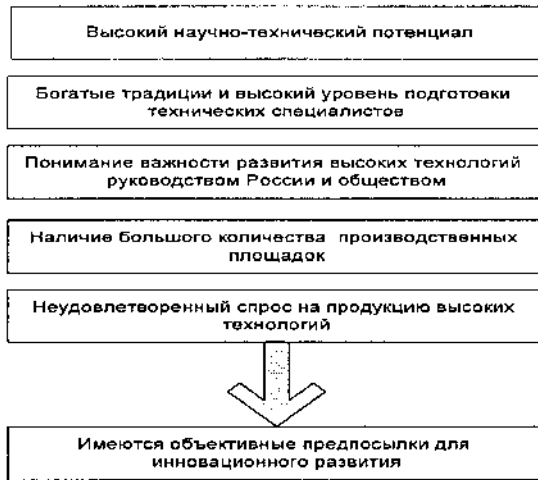 Высокий научно-технический потенциал
Богатые традиции и высокий уровень подготовки
технических специалистов
Понимание важности развития высоких технологий
руководством России и обществом
Наличие большого количества производственных
площадок
Неудовлетворенный спрос на продукцию высоких
технологий
Имеются объективные предпосылки для
инновационного развития